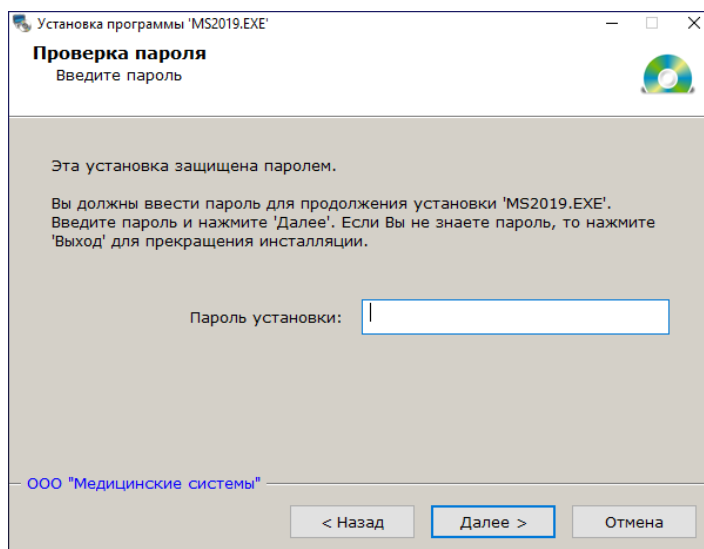 Установка программы 'MS2019.EXE'
Проверка пароля
Введите пароль
Эта установка защищена паролем.
Вы должны ввести пароль для продолжения установки 'MS2019.EXE'.
Введите пароль и нажмите 'Далее'. Если Вы не знаете пароль, то нажмите
'Выход' для прекращения инсталляции.
Пароль установки:
ООО "Медицинские системы"
< Назад
Далее >
Отмена